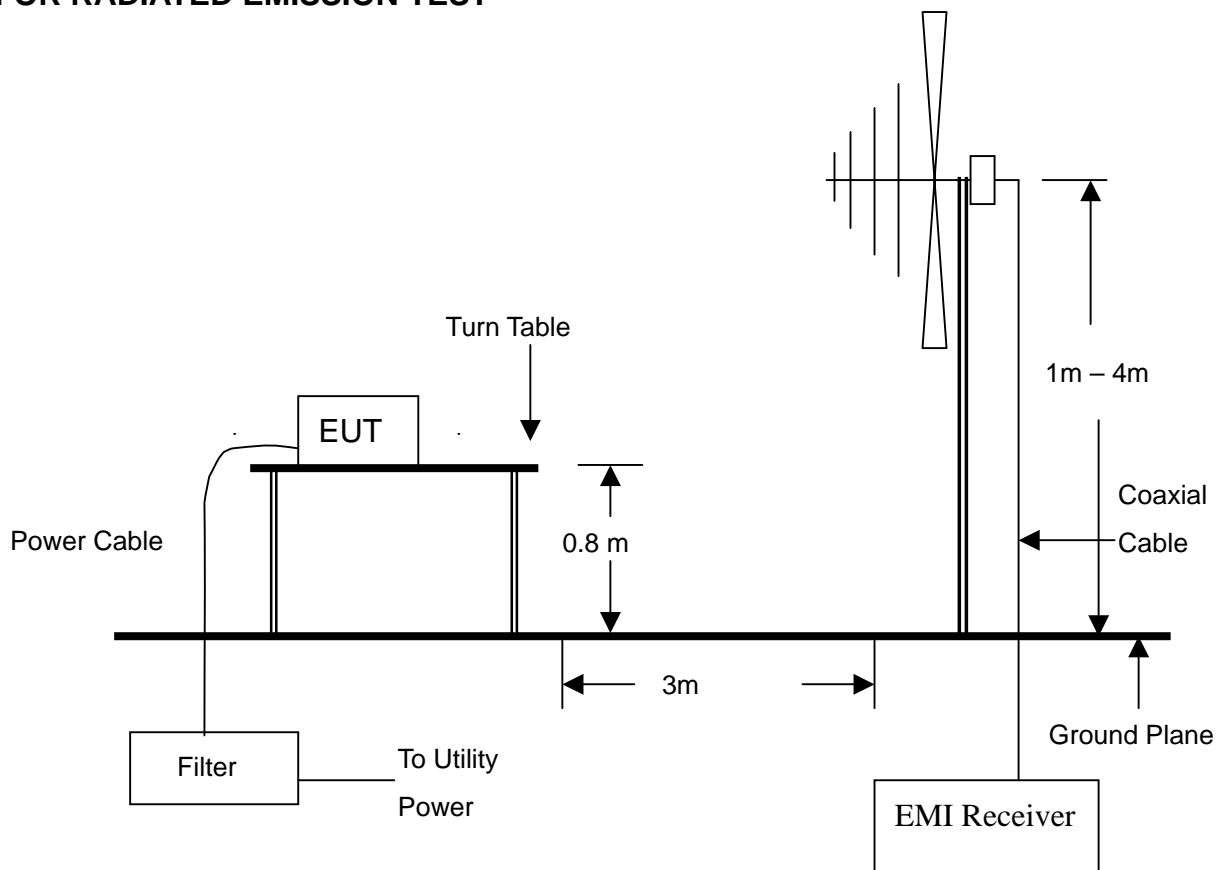 FOR RADIATED EMISSION TEST
Turn Table
EUT
1m – 4m
Coaxial
Cable
Power Cable
0.8 m
3m
Ground Plane
Filter
To Utility
Power
EMI Receiver